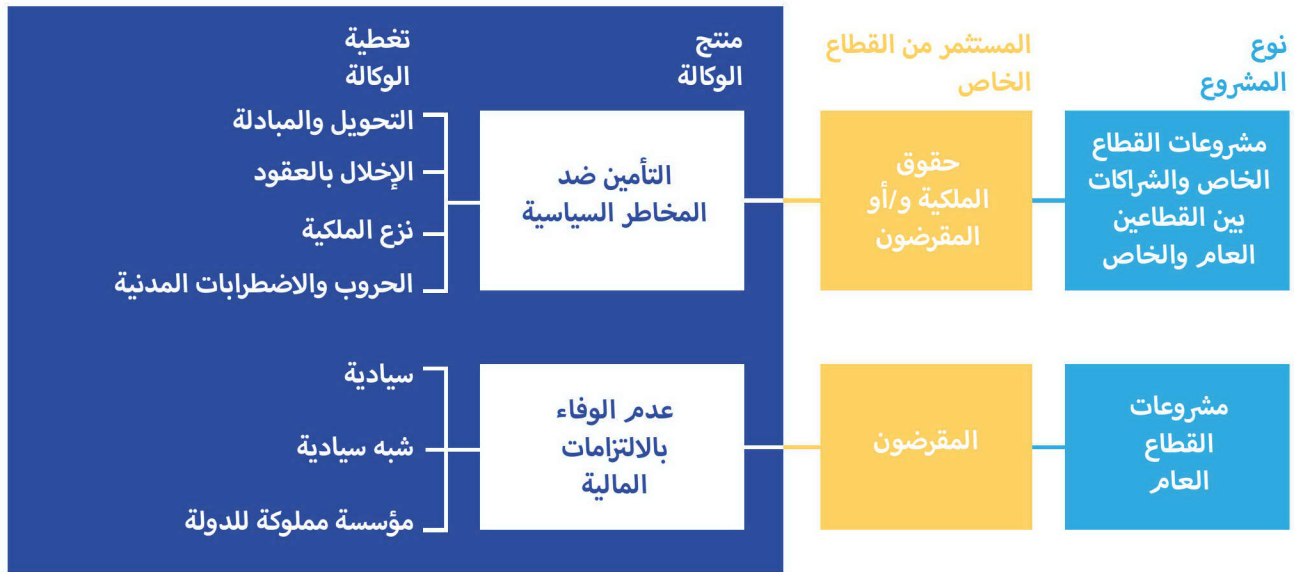 نوع
المشروع
المستثمر من القطاع
الخاص
منتج
الوكالة
تغطية
الوكالة
مشروعات القطاع
الخاص والشراكات
بين القطاعين
العام والخاص
حقوق
الملكية و/أو
المقرضون
التأمين ضد
المخاطر السياسية
التحويل والمبادلة
الإخلال بالعقود
نزع الملكية
الحروب والاضطرابات المدنية
مشروعات
القطاع
العام
المقرضون
عدم الوفاء
بالالتزامات
المالية
سيادية
شبه سيادية
مؤسسة مملوكة للدولة